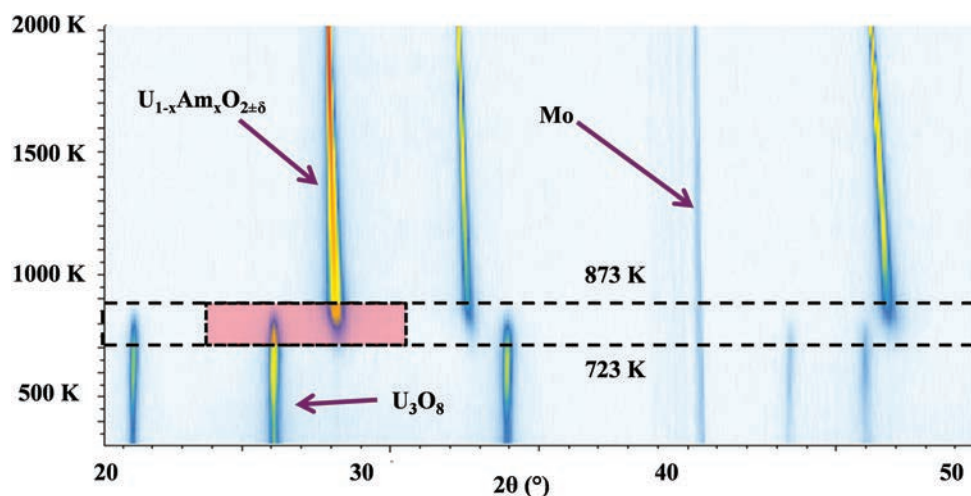 2000 K
U₁₋ₓAmₓO₂±δ
Mo
1500 K
1000 K
873 K
723 K
500 K
U₃O₈
20 30 40 50
2θ (°)